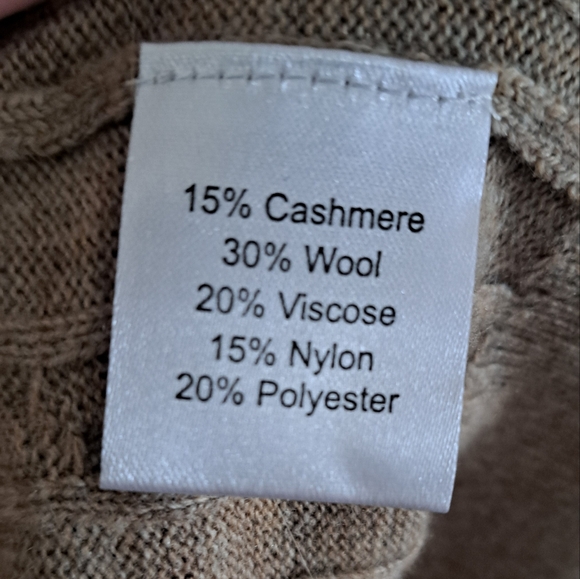 15% Cashmere
30% Wool
20% Viscose
15% Nylon
20% Polyester